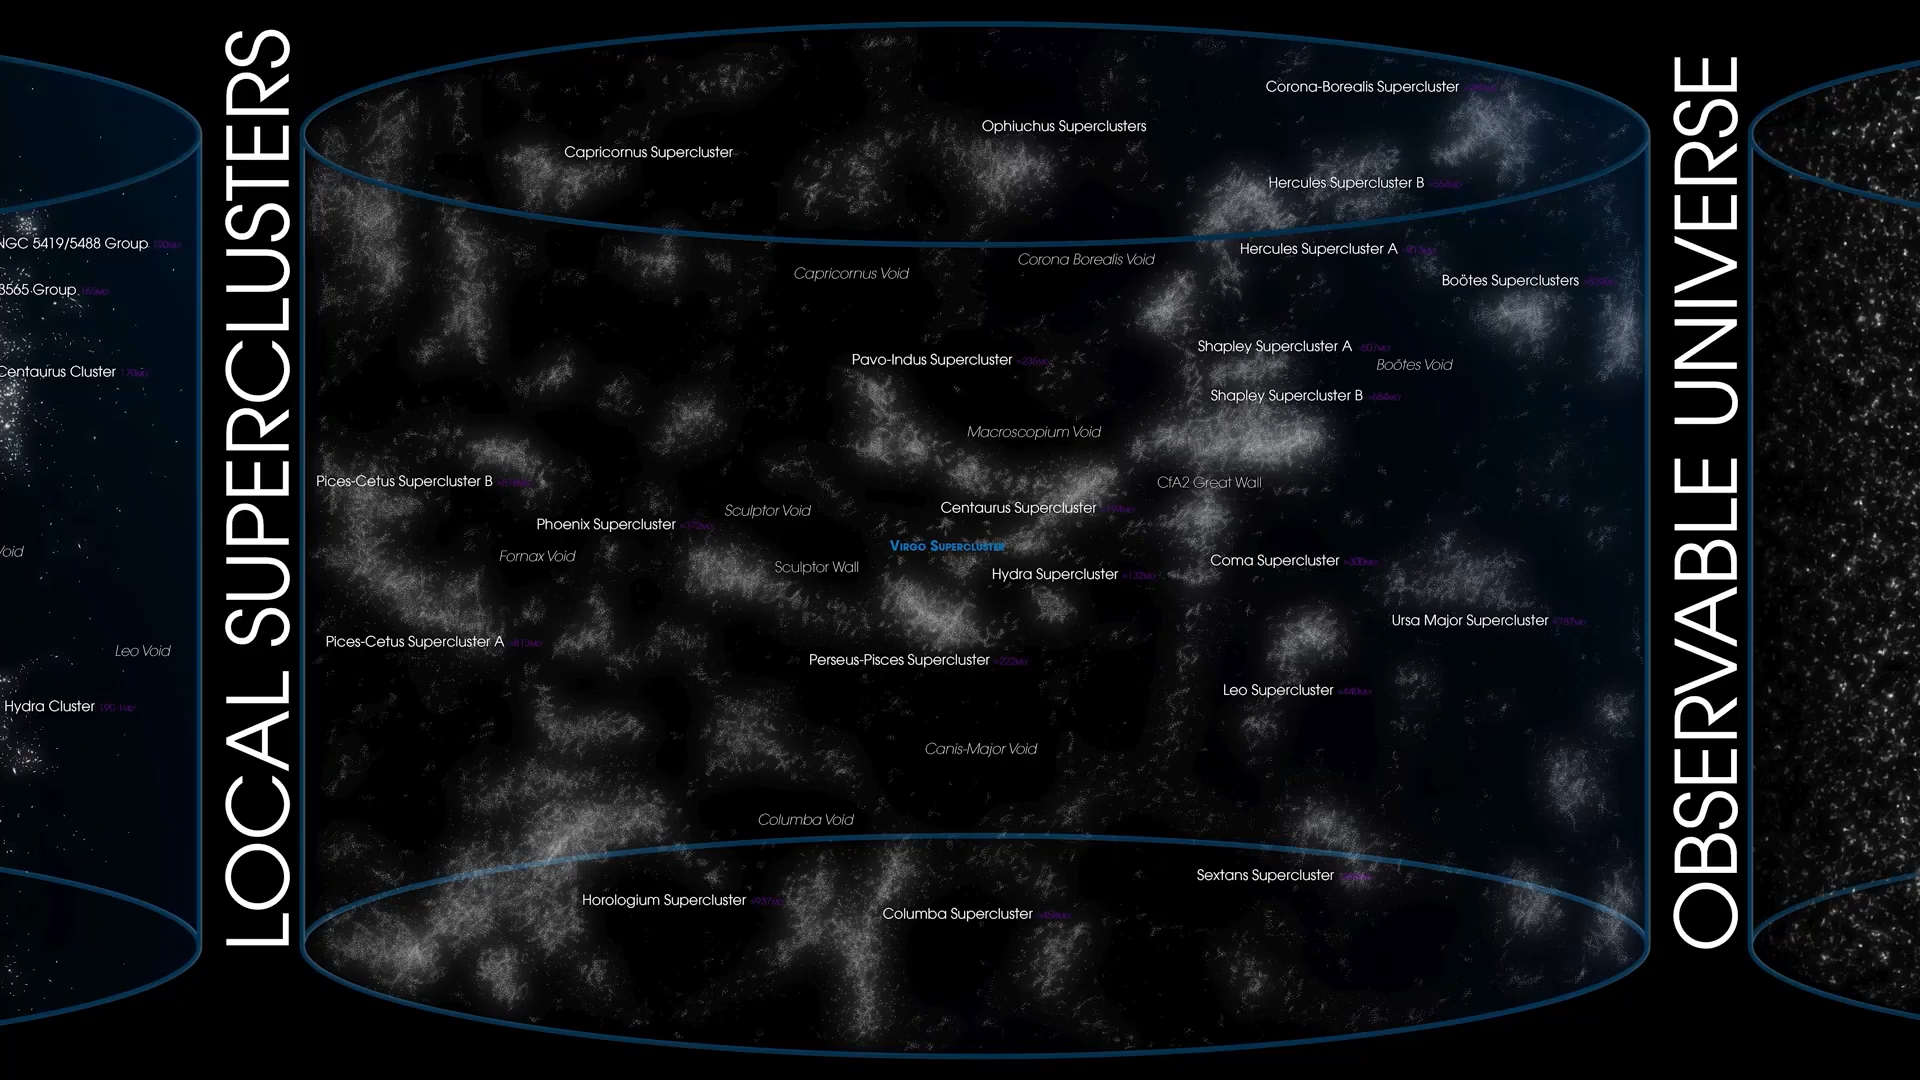 LOCAL SUPERCLUSTERS
OBSERVABLE UNIVERSE
NGC 5419/5488 Group 190MLY
3565 Group
Centaurus Cluster 170MLY
Void
Leo Void
Hydra Cluster 190.1MLY
Corona-Borealis Supercluster
Ophiuchus Superclusters
Capricornus Supercluster
Hercules Supercluster B
Hercules Supercluster A
Corona Borealis Void
Capricornus Void
Boötes Superclusters
Shapley Supercluster A
Pavo-Indus Supercluster
Boötes Void
Shapley Supercluster B
Macroscopium Void
Pices-Cetus Supercluster B
CfA2 Great Wall
Centaurus Supercluster
Sculptor Void
Phoenix Supercluster
Virgo Supercluster
Fornax Void
Coma Supercluster
Sculptor Wall
Hydra Supercluster
Ursa Major Supercluster
Pices-Cetus Supercluster A
Perseus-Pisces Supercluster
Leo Supercluster
Canis-Major Void
Columba Void
Sextans Supercluster
Horologium Supercluster
Columba Supercluster